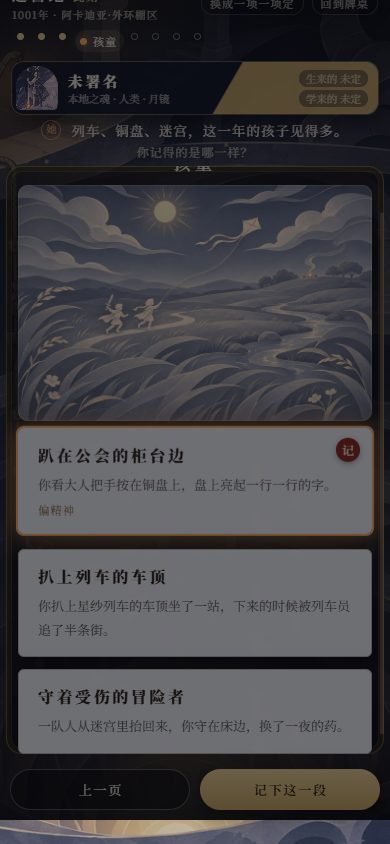 换成一项一项定
回到牌桌
1001年 · 阿卡迪亚·外环棚区
孩童
未署名
本地之魂 · 人类 · 月镜
生来的 未定
学来的 未定
她
列车、铜盘、迷宫，这一年的孩子见得多。
你记得的是哪一样？
孩童
趴在公会的柜台边
记
你看大人把手按在铜盘上，盘上亮起一行一行的字。
偏精神
扒上列车的车顶
你扒上星纱列车的车顶坐了一站，下来的时候被列车员
追了半条街。
守着受伤的冒险者
一队人从迷宫里抬回来，你守在床边，换了一夜的药。
上一页
记下这一段